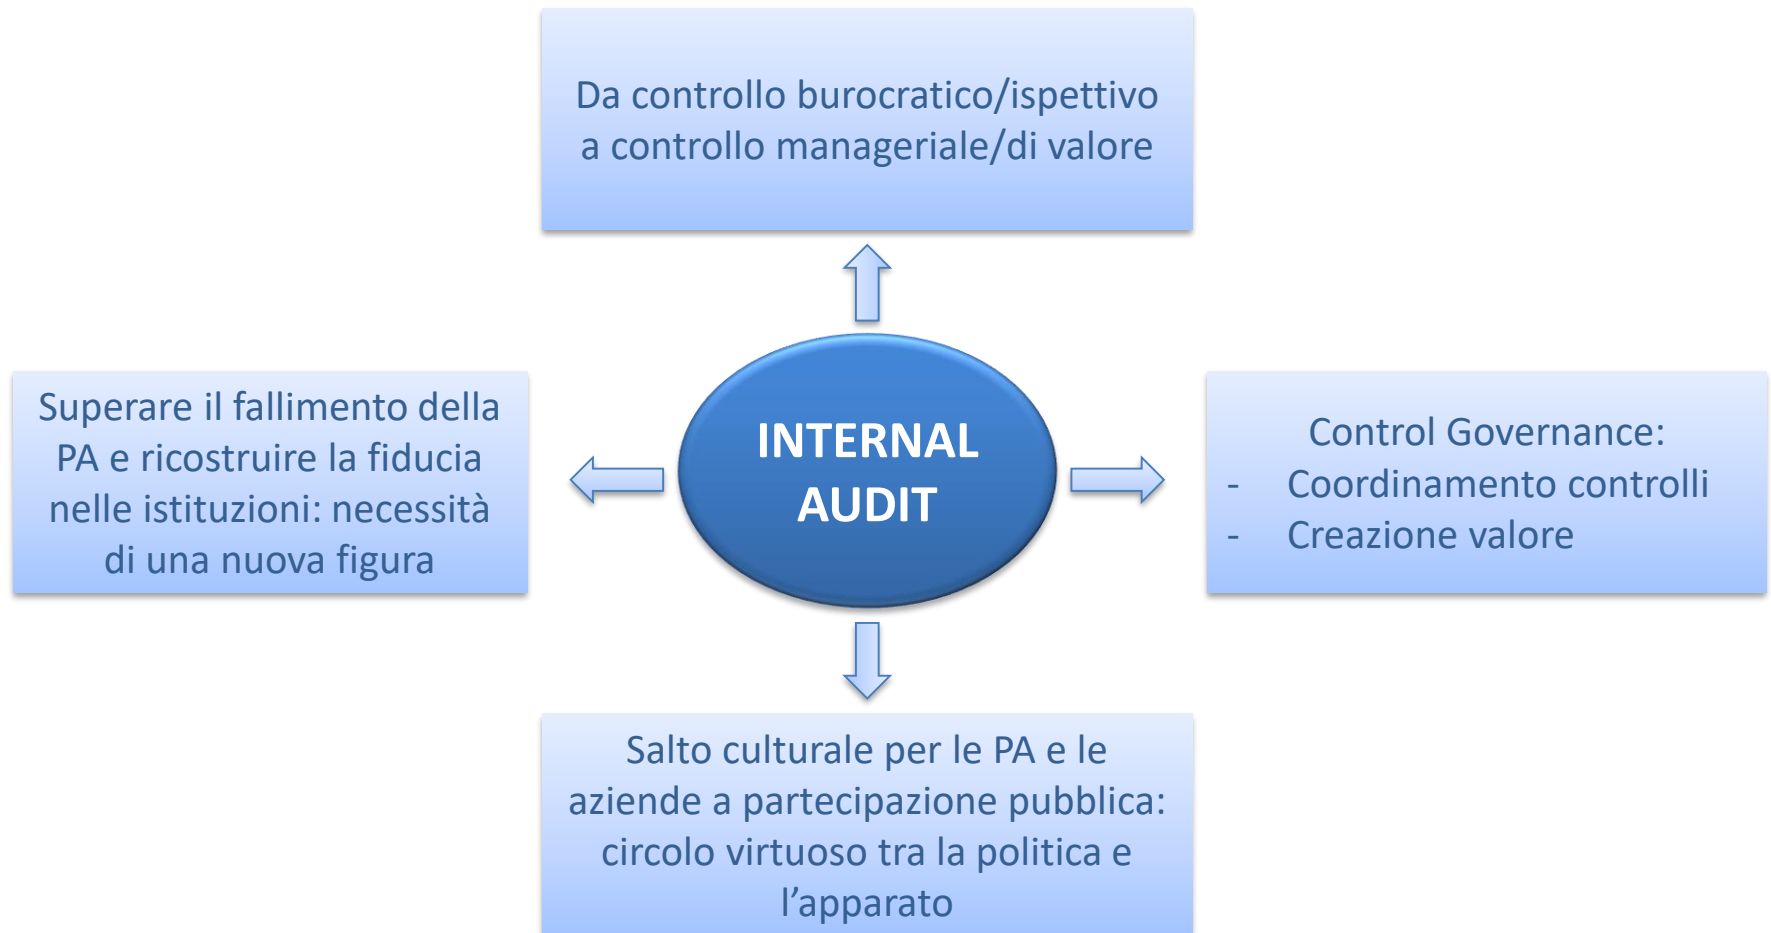 Da controllo burocratico/ispettivo
a controllo manageriale/di valore
Superare il fallimento della
PA e ricostruire la fiducia
nelle istituzioni: necessità
di una nuova figura
INTERNAL
AUDIT
Control Governance:
- Coordinamento controlli
- Creazione valore
Salto culturale per le PA e le
aziende a partecipazione pubblica:
circolo virtuoso tra la politica e
l’apparato